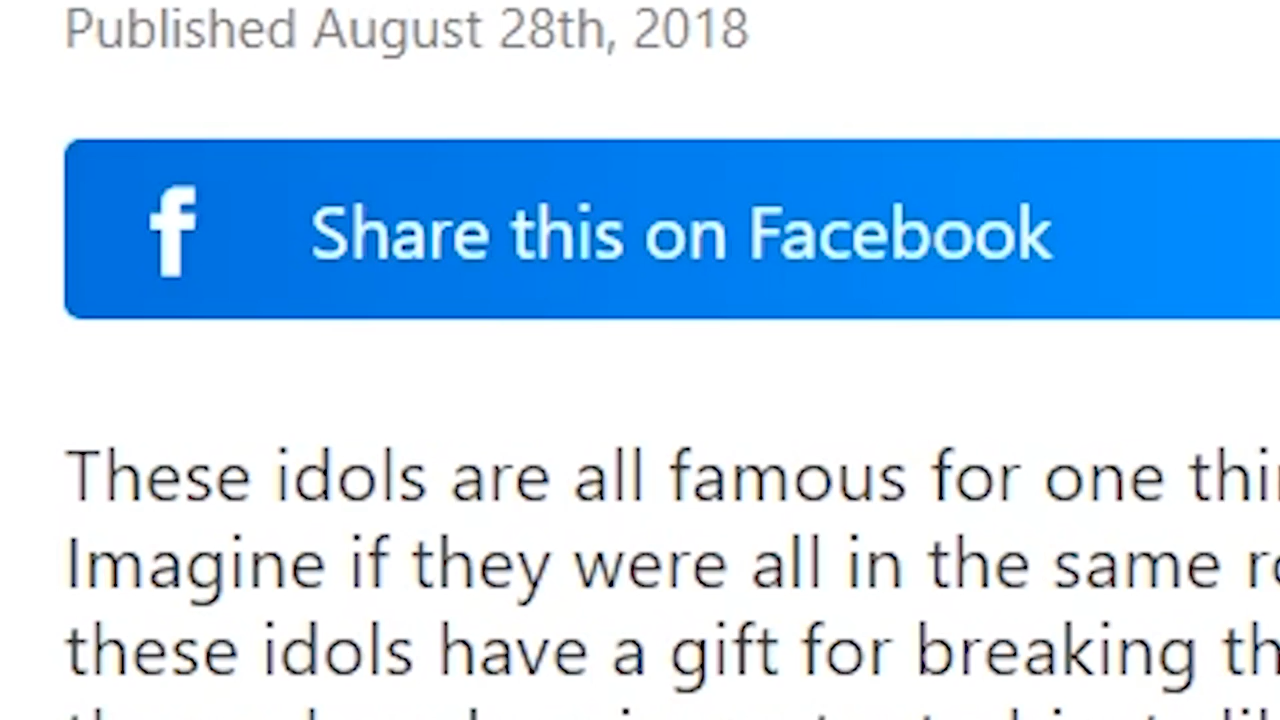 Published August 28th, 2018
f Share this on Facebook
These idols are all famous for one
Imagine if they were all in the same
these idols have a gift for breaking